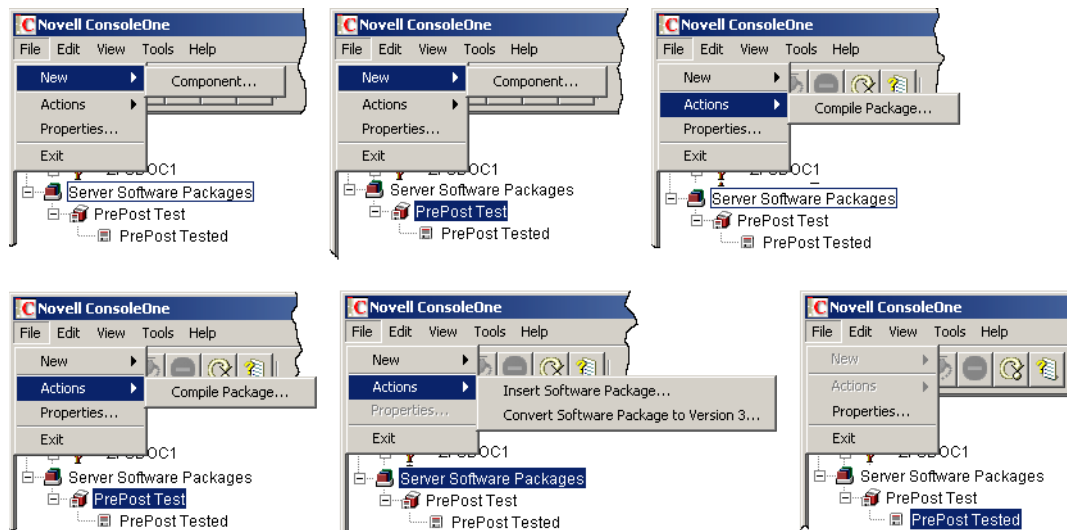 Novell ConsoleOne
File Edit View Tools Help
New
Component...
Actions
Properties...
Exit
Server Software Packages
PrePost Test
PrePost Tested
Novell ConsoleOne
File Edit View Tools Help
New
Component...
Actions
Properties...
Exit
Server Software Packages
PrePost Test
PrePost Tested
Novell ConsoleOne
File Edit View Tools Help
New
Actions
Compile Package...
Properties...
Exit
Server Software Packages
PrePost Test
PrePost Tested
Novell ConsoleOne
File Edit View Tools Help
New
Actions
Compile Package...
Properties...
Exit
Server Software Packages
PrePost Test
PrePost Tested
Novell ConsoleOne
File Edit View Tools Help
New
Actions
Insert Software Package...
Properties...
Convert Software Package to Version 3...
Exit
Server Software Packages
PrePost Test
PrePost Tested
Novell ConsoleOne
File Edit View Tools Help
New
Actions
Properties...
Exit
Server Software Packages
PrePost Test
PrePost Tested